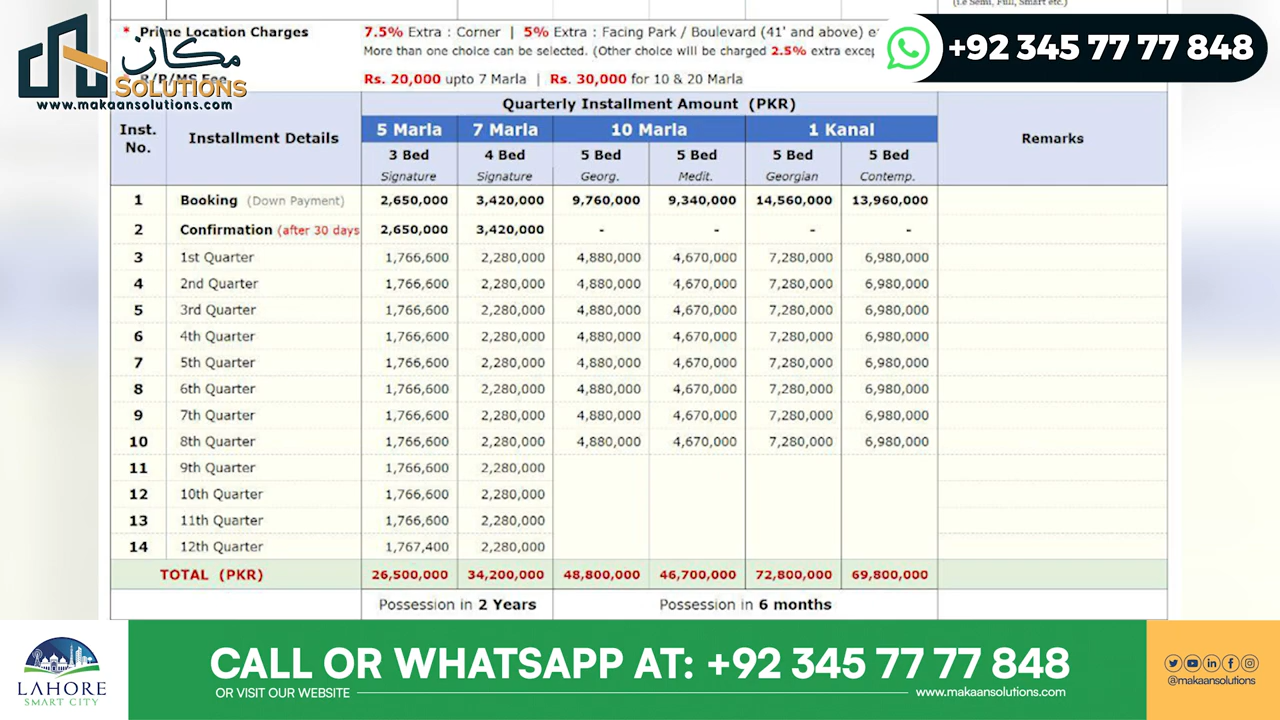 (i.e Semi, Full, Smart etc.)
* Prime Location Charges 7.5% Extra : Corner | 5% Extra : Facing Park / Boulevard (41' and above)
More than one choice can be selected. (Other choice will be charged 2.5% extra
+92 345 77 77 848
مکان
SOLUTIONS
www.makaansolutions.com
/MS Fee Rs. 20,000 upto 7 Marla | Rs. 30,000 for 10 & 20 Marla
Quarterly Installment Amount (PKR)
Inst. No. Installment Details 5 Marla 7 Marla 10 Marla 1 Kanal Remarks
3 Bed 4 Bed 5 Bed 5 Bed 5 Bed 5 Bed
Signature Signature Georg. Medit. Georgian Contemp.
1 Booking (Down Payment) 2,650,000 3,420,000 9,760,000 9,340,000 14,560,000 13,960,000
2 Confirmation (after 30 days 2,650,000 3,420,000 - - - -
3 1st Quarter 1,766,600 2,280,000 4,880,000 4,670,000 7,280,000 6,980,000
4 2nd Quarter 1,766,600 2,280,000 4,880,000 4,670,000 7,280,000 6,980,000
5 3rd Quarter 1,766,600 2,280,000 4,880,000 4,670,000 7,280,000 6,980,000
6 4th Quarter 1,766,600 2,280,000 4,880,000 4,670,000 7,280,000 6,980,000
7 5th Quarter 1,766,600 2,280,000 4,880,000 4,670,000 7,280,000 6,980,000
8 6th Quarter 1,766,600 2,280,000 4,880,000 4,670,000 7,280,000 6,980,000
9 7th Quarter 1,766,600 2,280,000 4,880,000 4,670,000 7,280,000 6,980,000
10 8th Quarter 1,766,600 2,280,000 4,880,000 4,670,000 7,280,000 6,980,000
11 9th Quarter 1,766,600 2,280,000
12 10th Quarter 1,766,600 2,280,000
13 11th Quarter 1,766,600 2,280,000
14 12th Quarter 1,767,400 2,280,000
TOTAL (PKR) 26,500,000 34,200,000 48,800,000 46,700,000 72,800,000 69,800,000
Possession in 2 Years Possession in 6 months
LAHORE
SMART CITY
CALL OR WHATSAPP AT: +92 345 77 77 848
OR VISIT OUR WEBSITE www.makaansolutions.com
@makaansolutions